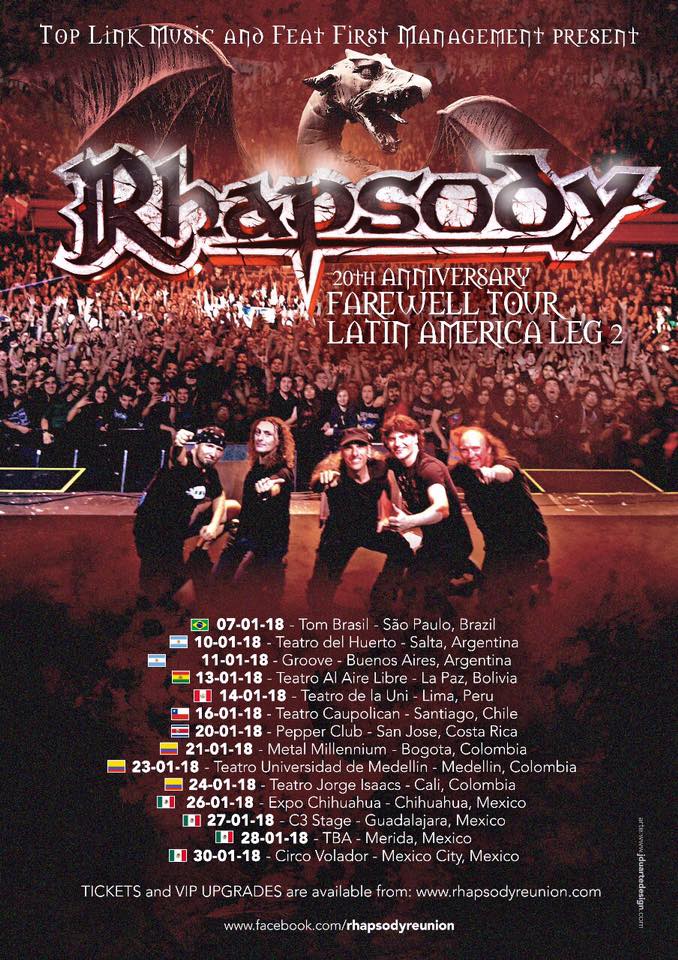 Top Link Music and Feat First Management present
Rhapsody
20th Anniversary
Farewell Tour
Latin America Leg 2
07-01-18 - Tom Brasil - São Paulo, Brazil
10-01-18 - Teatro del Huerto - Salta, Argentina
11-01-18 - Groove - Buenos Aires, Argentina
13-01-18 - Teatro Al Aire Libre - La Paz, Bolivia
14-01-18 - Teatro de la Uni - Lima, Peru
16-01-18 - Teatro Caupolican - Santiago, Chile
20-01-18 - Pepper Club - San Jose, Costa Rica
21-01-18 - Metal Millennium - Bogota, Colombia
23-01-18 - Teatro Universidad de Medellin - Medellin, Colombia
24-01-18 - Teatro Jorge Isaacs - Cali, Colombia
26-01-18 - Expo Chihuahua - Chihuahua, Mexico
27-01-18 - C3 Stage - Guadalajara, Mexico
28-01-18 - TBA - Merida, Mexico
30-01-18 - Circo Volador - Mexico City, Mexico
TICKETS and VIP UPGRADES are available from: www.rhapsodyreunion.com
www.facebook.com/rhapsodyreunion
arte:www.jduartedesign.com